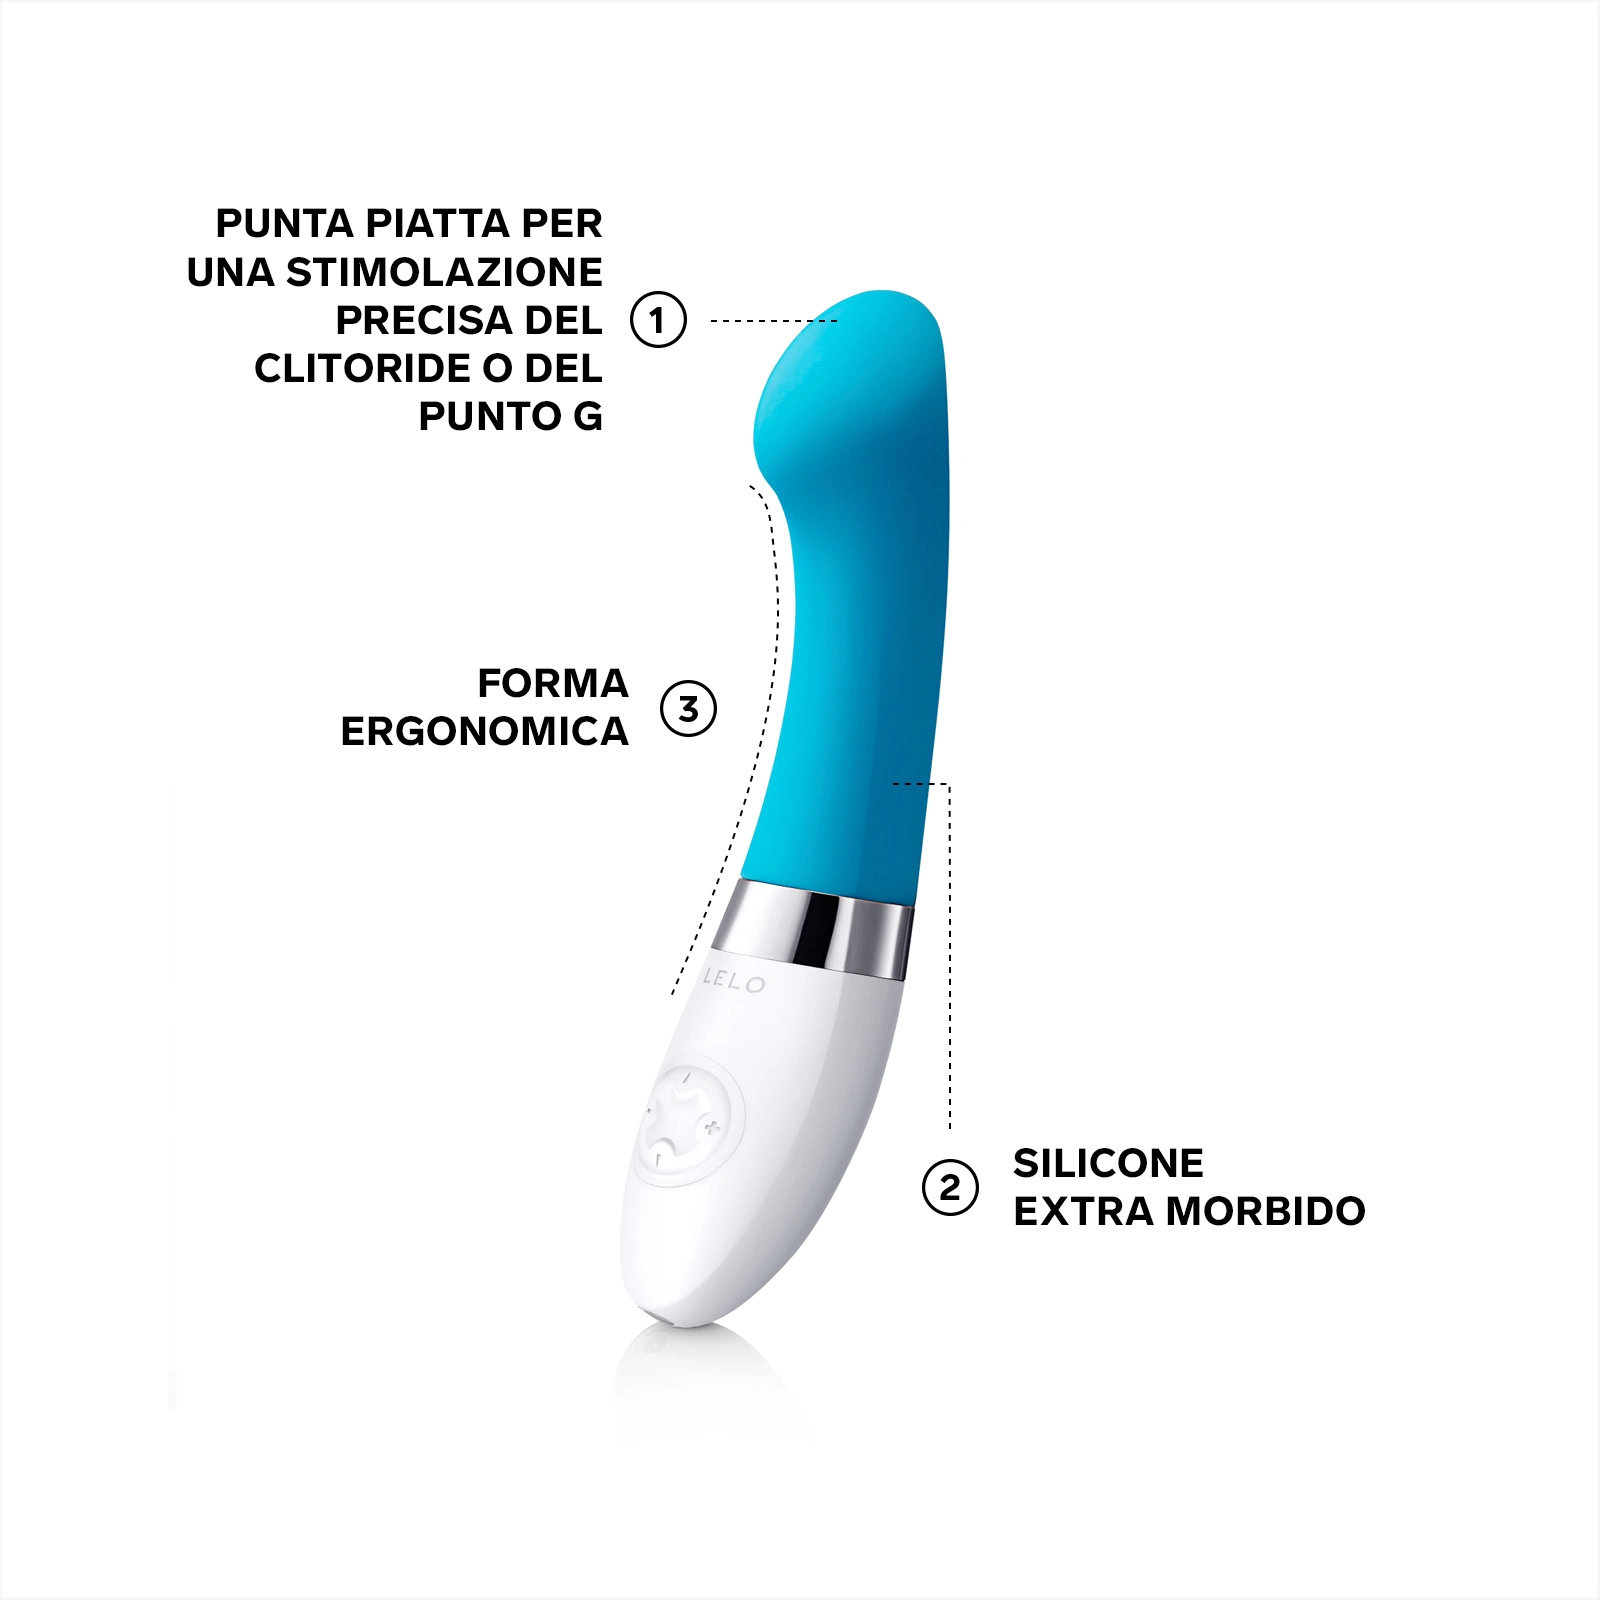 PUNTA PIATTA PER
UNA STIMOLAZIONE
PRECISA DEL
CLITORIDE O DEL
PUNTO G
1
FORMA
ERGONOMICA
3
LELO
2
SILICONE
EXTRA MORBIDO